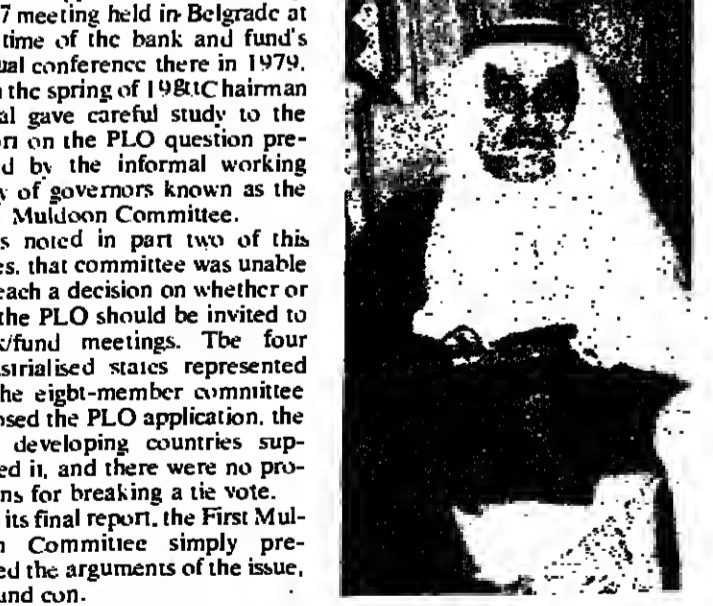 7 meeting held in Belgrade at
time of the bank and fund's
ual conference there in 1979.
the spring of 198 Chairman
al gave careful study to the
on the PLO question pre-
d by the informal working
of governors known as the
Muldoon Committee.
s noted in part two of this
es. that committee was unable
each a decision on whether or
the PLO should be invited to
k/fund meetings. The four
ustrialised states represented
he eight-member committee
osed the PLO application. the
developing countries sup-
ed it, and there were no pro-
ns for breaking a tie vote.
its final report. the First Mul-
n Committee simply pre-
ed the arguments of the issue,
und con.